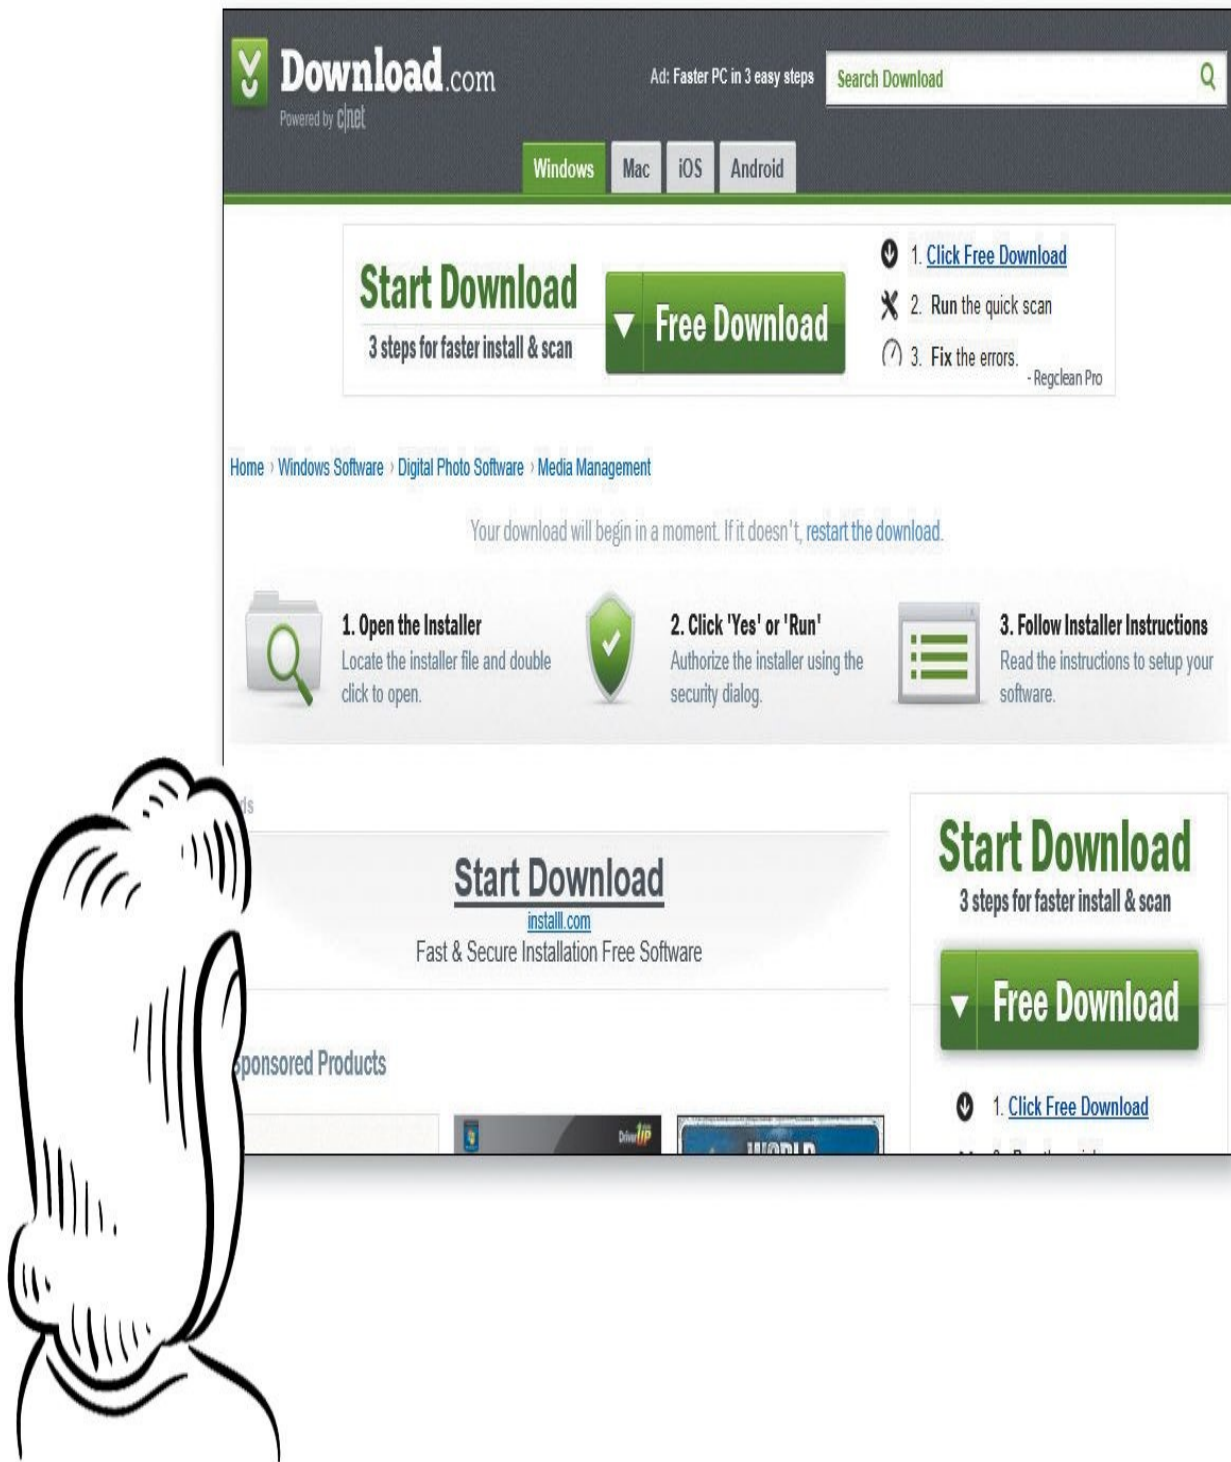 Download.com
Powered by c|net
Ad: Faster PC in 3 easy steps
Search Download
Windows Mac iOS Android
Start Download
3 steps for faster install & scan
Free Download
1. Click Free Download
2. Run the quick scan
3. Fix the errors.
- Regclean Pro
Home › Windows Software › Digital Photo Software › Media Management
Your download will begin in a moment. If it doesn't, restart the download.
1. Open the Installer
Locate the installer file and double
click to open.
2. Click 'Yes' or 'Run'
Authorize the installer using the
security dialog.
3. Follow Installer Instructions
Read the instructions to setup your
software.
Start Download
installl.com
Fast & Secure Installation Free Software
Sponsored Products
DriverUP
WORLD
Start Download
3 steps for faster install & scan
Free Download
1. Click Free Download